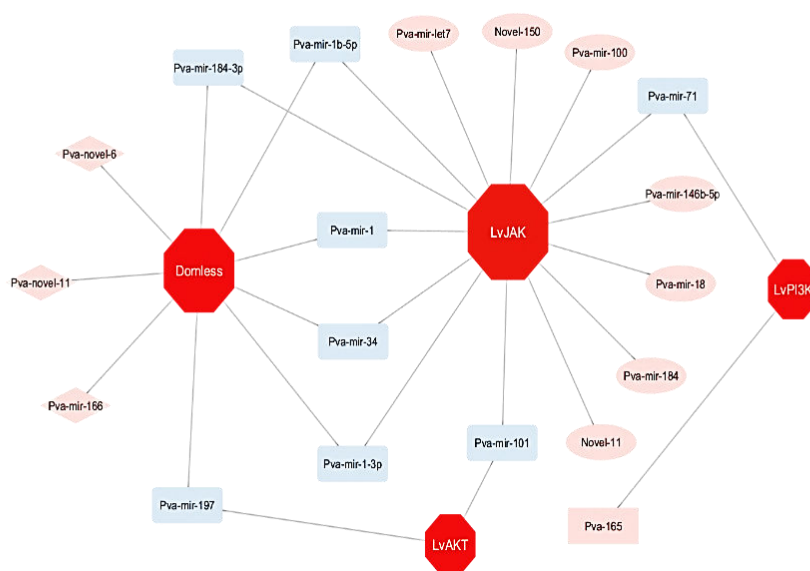 Pva-mir-let7
Novel-150
Pva-mir-1b-5p
Pva-mir-100
Pva-mir-184-3p
Pva-mir-71
Pva-novel-6
Pva-mir-146b-5p
Pva-mir-1
LvJAK
Domless
Pva-novel-11
Pva-mir-18
LvPI3K
Pva-mir-34
Pva-mir-184
Pva-mir-166
Pva-mir-101
Novel-11
Pva-mir-1-3p
Pva-mir-197
Pva-165
LvAKT